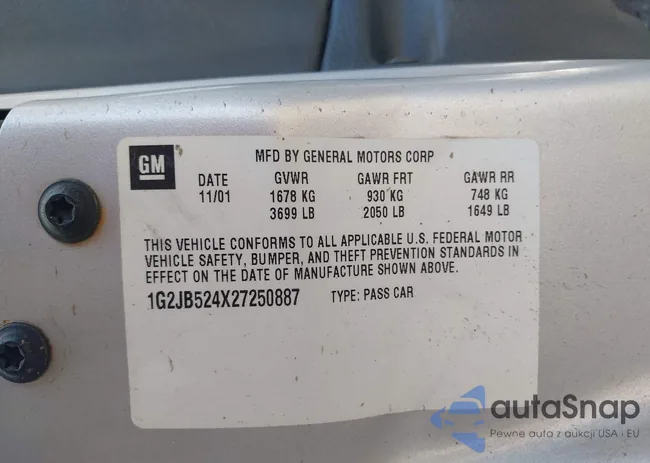 GM
MFD BY GENERAL MOTORS CORP
DATE GVWR GAWR FRT GAWR RR
11/01 1678 KG 930 KG 748 KG
3699 LB 2050 LB 1649 LB
THIS VEHICLE CONFORMS TO ALL APPLICABLE U.S. FEDERAL MOTOR
VEHICLE SAFETY, BUMPER, AND THEFT PREVENTION STANDARDS IN
EFFECT ON THE DATE OF MANUFACTURE SHOWN ABOVE.
1G2JB524X27250887 TYPE: PASS CAR
autaSnap
Pewne auta z aukcji USA i EU